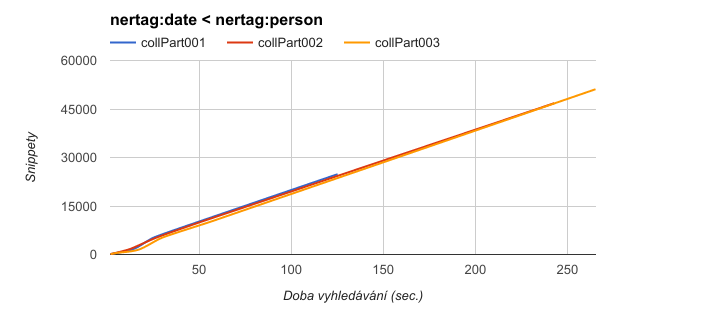 nertag:date < nertag:person
collPart001 collPart002 collPart003
60000
45000
30000
15000
0
50 100 150 200 250
Snippety
Doba vyhledávání (sec.)